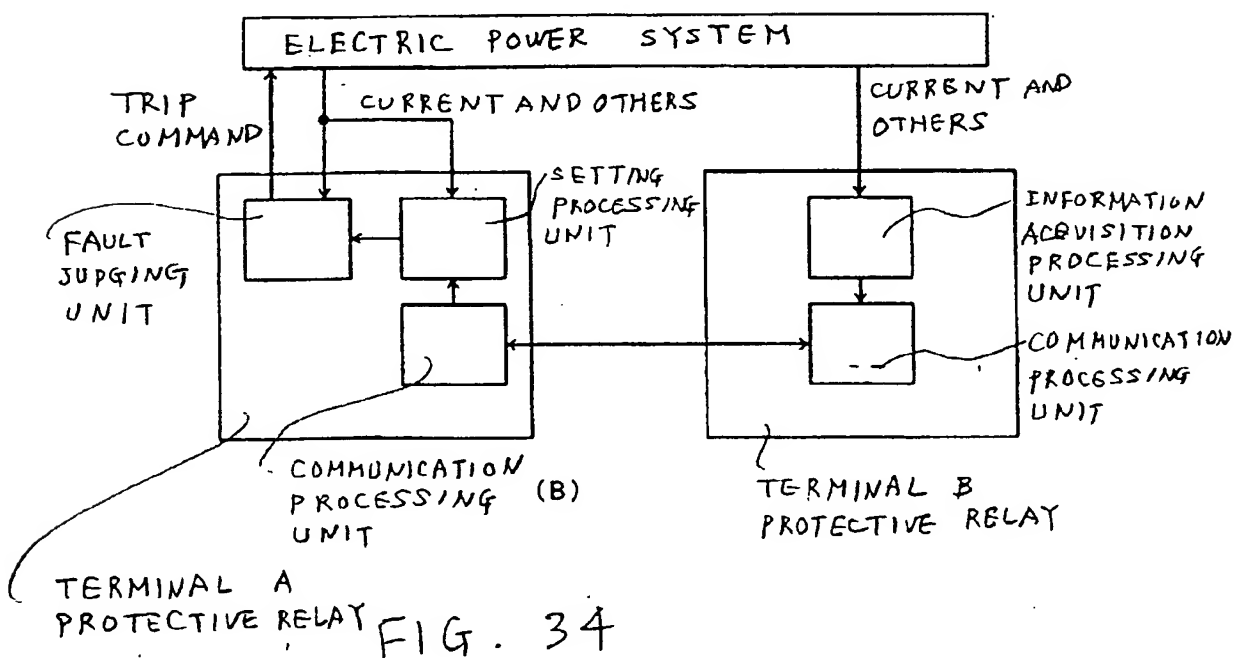 ELECTRIC POWER SYSTEM
TRIP
COMMAND
CURRENT AND OTHERS
CURRENT AND
OTHERS
SETTING
PROCESSING
UNIT
FAULT
JUDGING
UNIT
INFORMATION
ACQUISITION
PROCESSING
UNIT
COMMUNICATION
PROCESSING
UNIT
COMMUNICATION
PROCESSING (B)
UNIT
TERMINAL B
PROTECTIVE RELAY
TERMINAL A
PROTECTIVE RELAY
FIG. 34